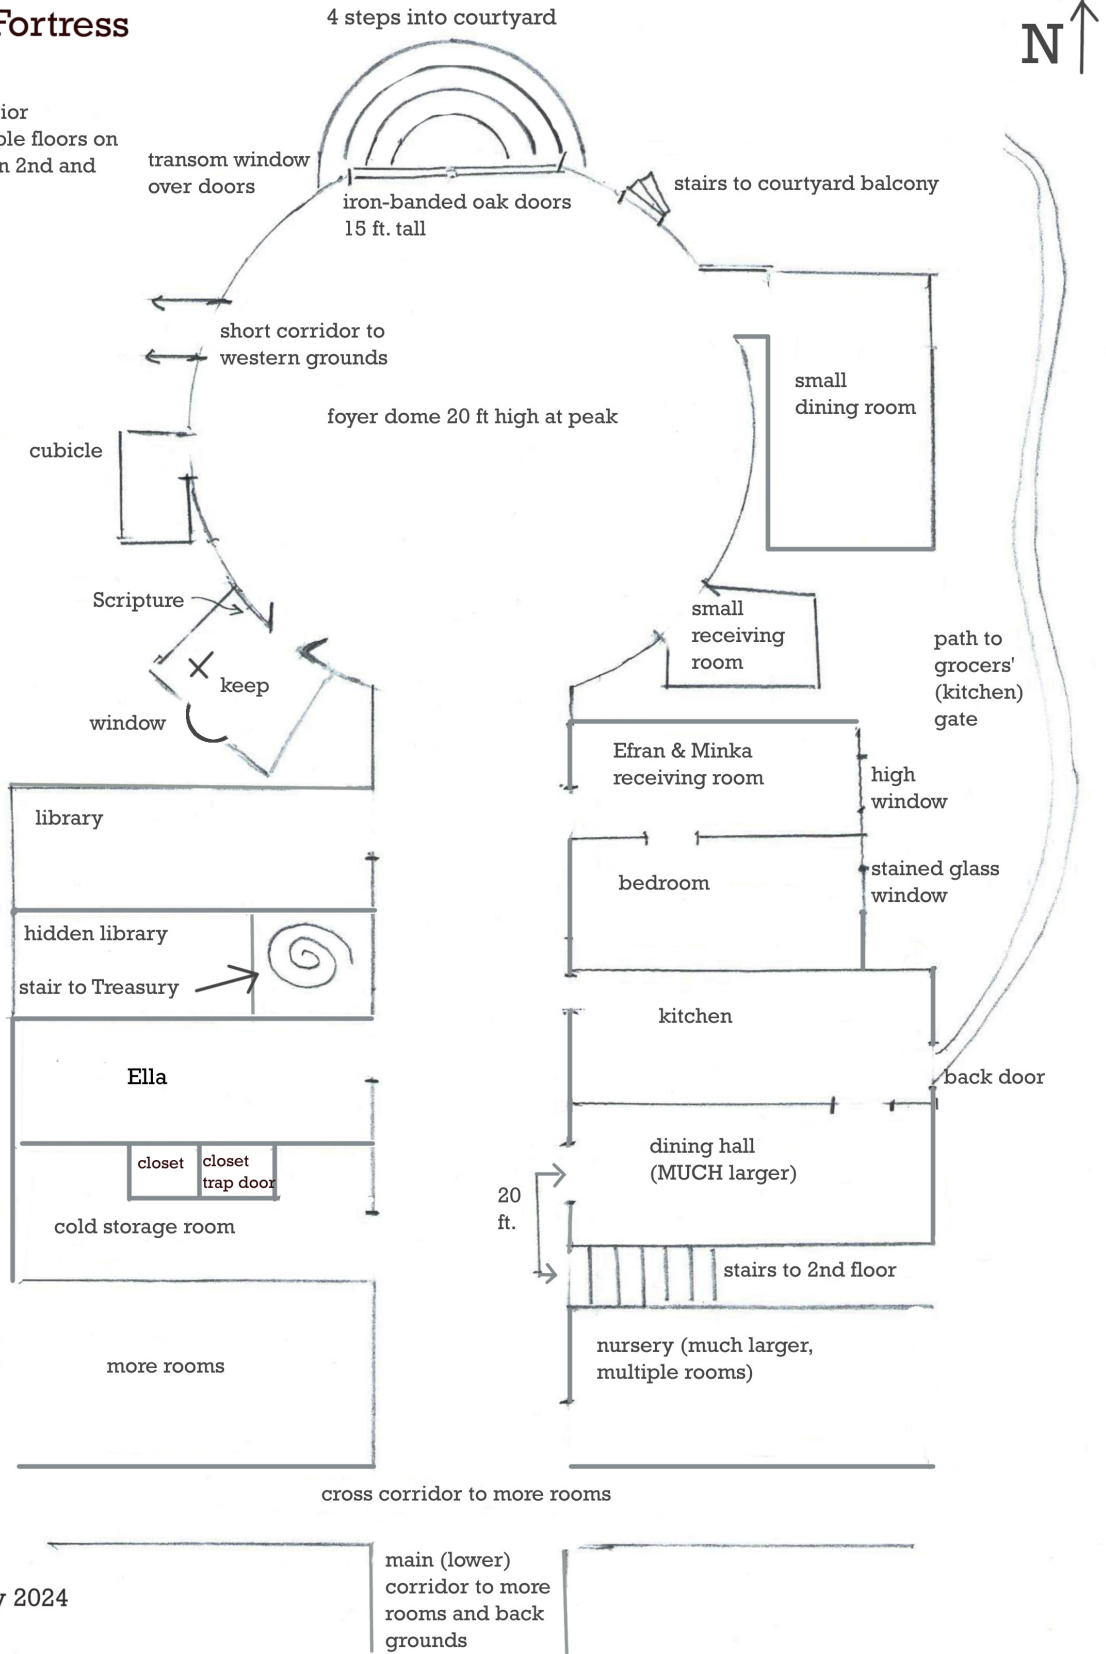 Fortress
4 steps into courtyard
N
ior
ble floors on
n 2nd and
transom window
over doors
iron-banded oak doors
15 ft. tall
stairs to courtyard balcony
short corridor to
western grounds
small
dining room
foyer dome 20 ft high at peak
cubicle
Scripture
small
receiving
room
keep
window
path to
grocers'
(kitchen)
gate
Efran & Minka
receiving room
high
window
library
bedroom
stained glass
window
hidden library
stair to Treasury
kitchen
Ella
back door
closet
closet
trap door
dining hall
(MUCH larger)
20
ft.
cold storage room
stairs to 2nd floor
nursery (much larger,
multiple rooms)
more rooms
cross corridor to more rooms
main (lower)
corridor to more
rooms and back
grounds
y 2024